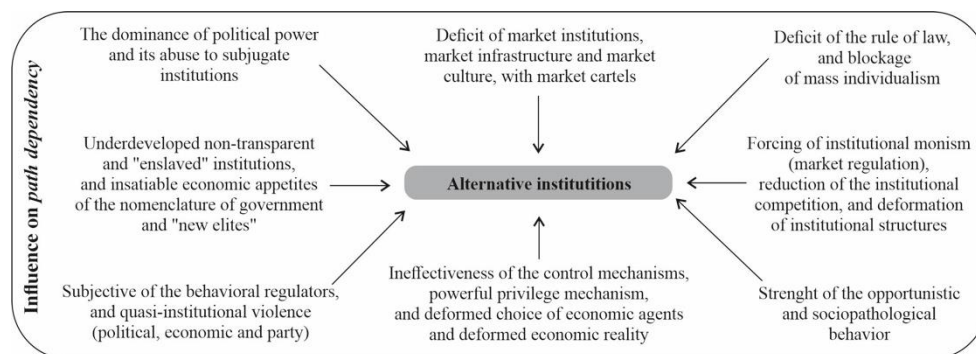 Influence on path dependency
The dominance of political power
and its abuse to subjugate
institutions
Deficit of market institutions,
market infrastructure and market
culture, with market cartels
Deficit of the rule of law,
and blockage
of mass individualism
Underdeveloped non-transparent
and "enslaved" institutions,
and insatiable economic appetites
of the nomenclature of government
and "new elites"
Alternative institutitions
Forcing of institutional monism
(market regulation),
reduction of the institutional
competition, and deformation
of institutional structures
Subjective of the behavioral regulators,
and quasi-institutional violence
(political, economic and party)
Ineffectiveness of the control mechanisms,
powerful privilege mechanism,
and deformed choice of economic agents
and deformed economic reality
Strenght of the opportunistic
and sociopathological
behavior